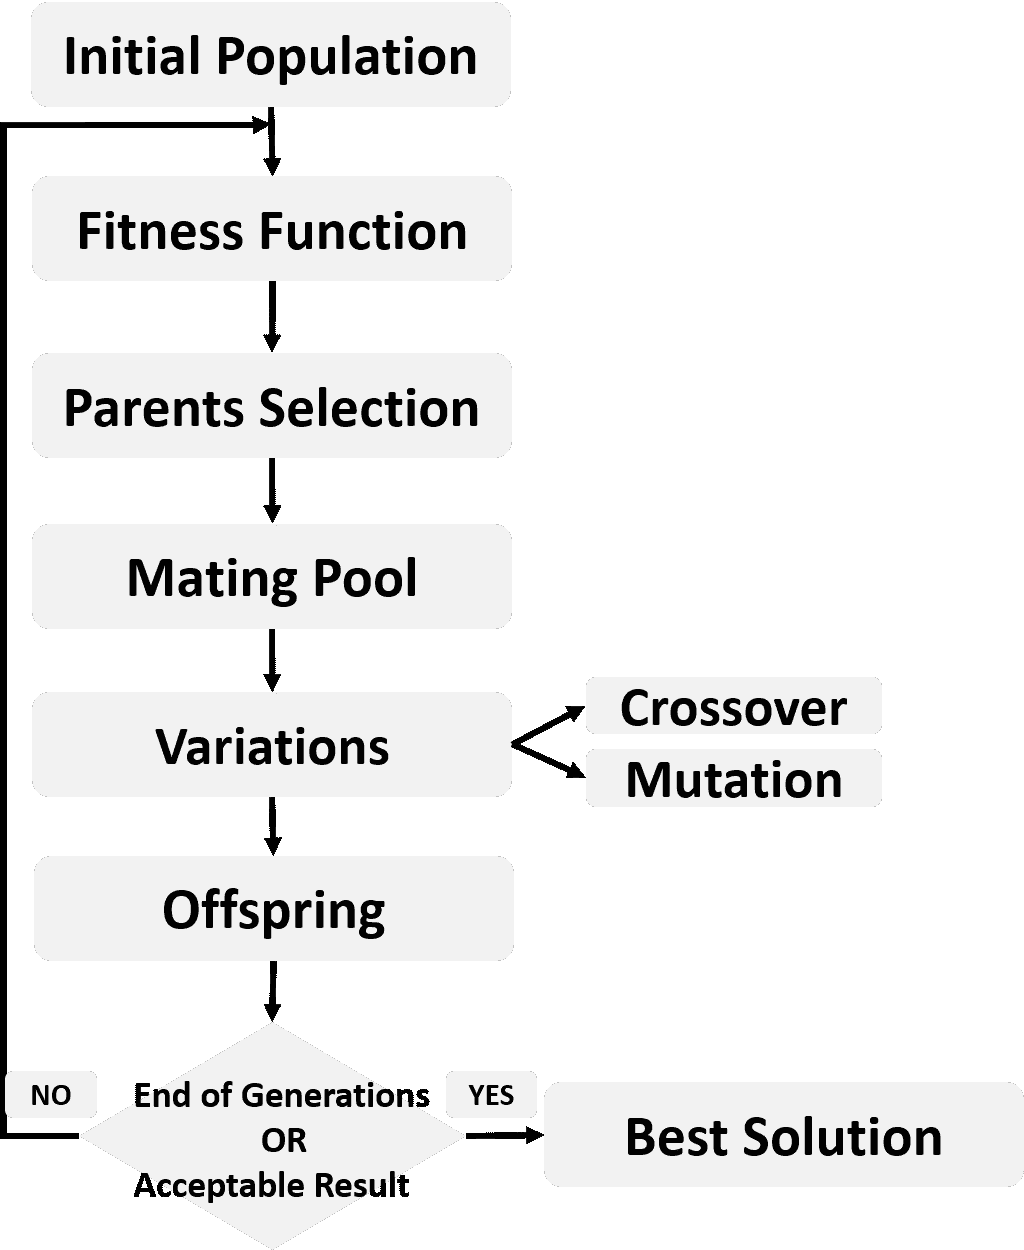 Initial Population
Fitness Function
Parents Selection
Mating Pool
Variations
Crossover
Mutation
Offspring
NO
End of Generations
OR
Acceptable Result
YES
Best Solution